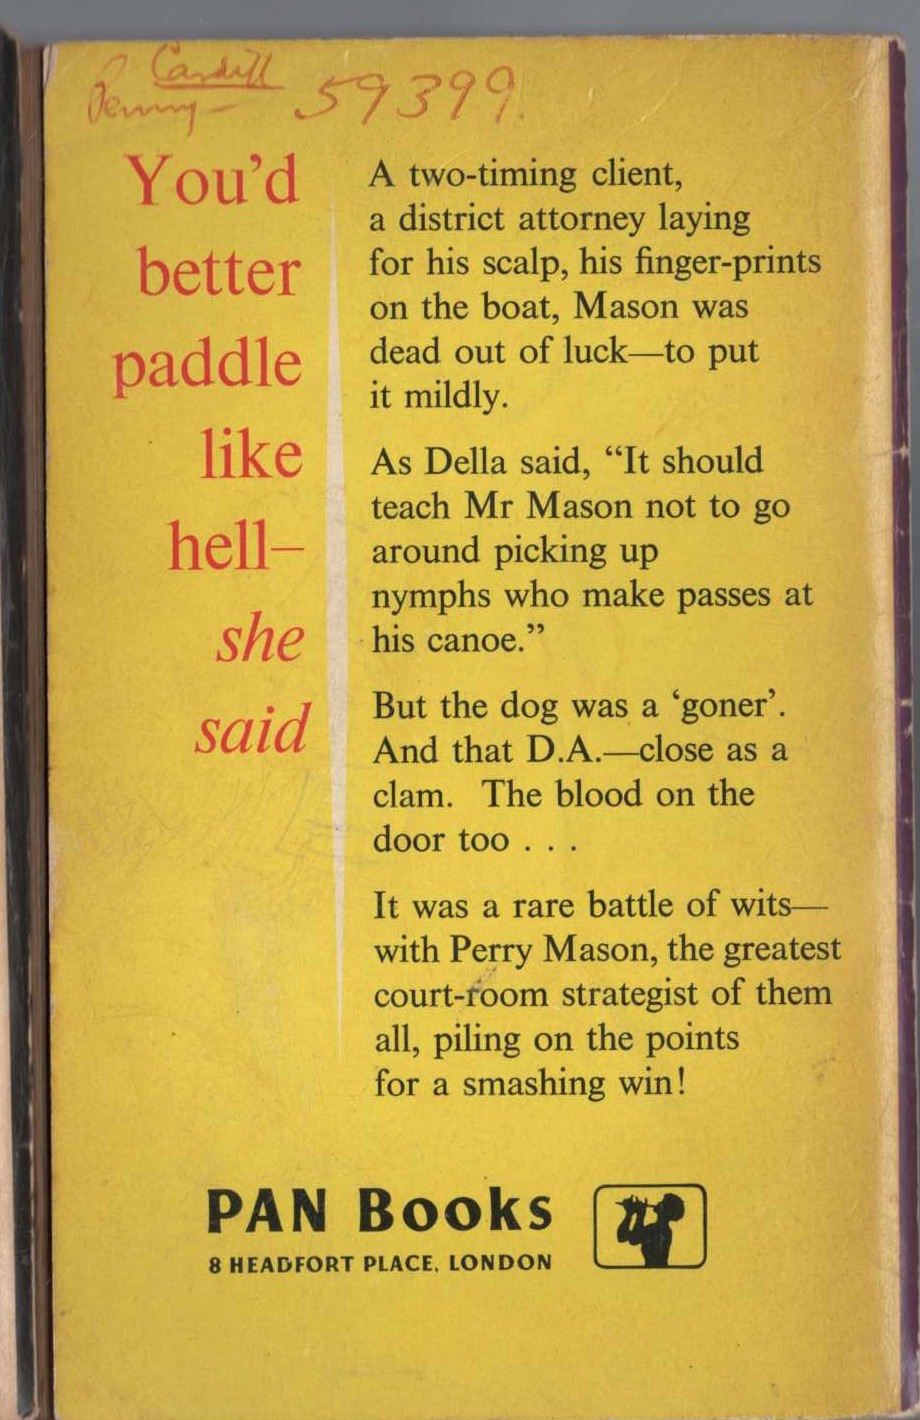 Cardiff
Penny— 59399
You'd
better
paddle
like
hell–
she
said
A two-timing client,
a district attorney laying
for his scalp, his finger-prints
on the boat, Mason was
dead out of luck—to put
it mildly.
As Della said, “It should
teach Mr Mason not to go
around picking up
nymphs who make passes at
his canoe.”
But the dog was a ‘goner’.
And that D.A.—close as a
clam. The blood on the
door too . . .
It was a rare battle of wits—
with Perry Mason, the greatest
court-room strategist of them
all, piling on the points
for a smashing win!
PAN Books
8 HEADFORT PLACE, LONDON